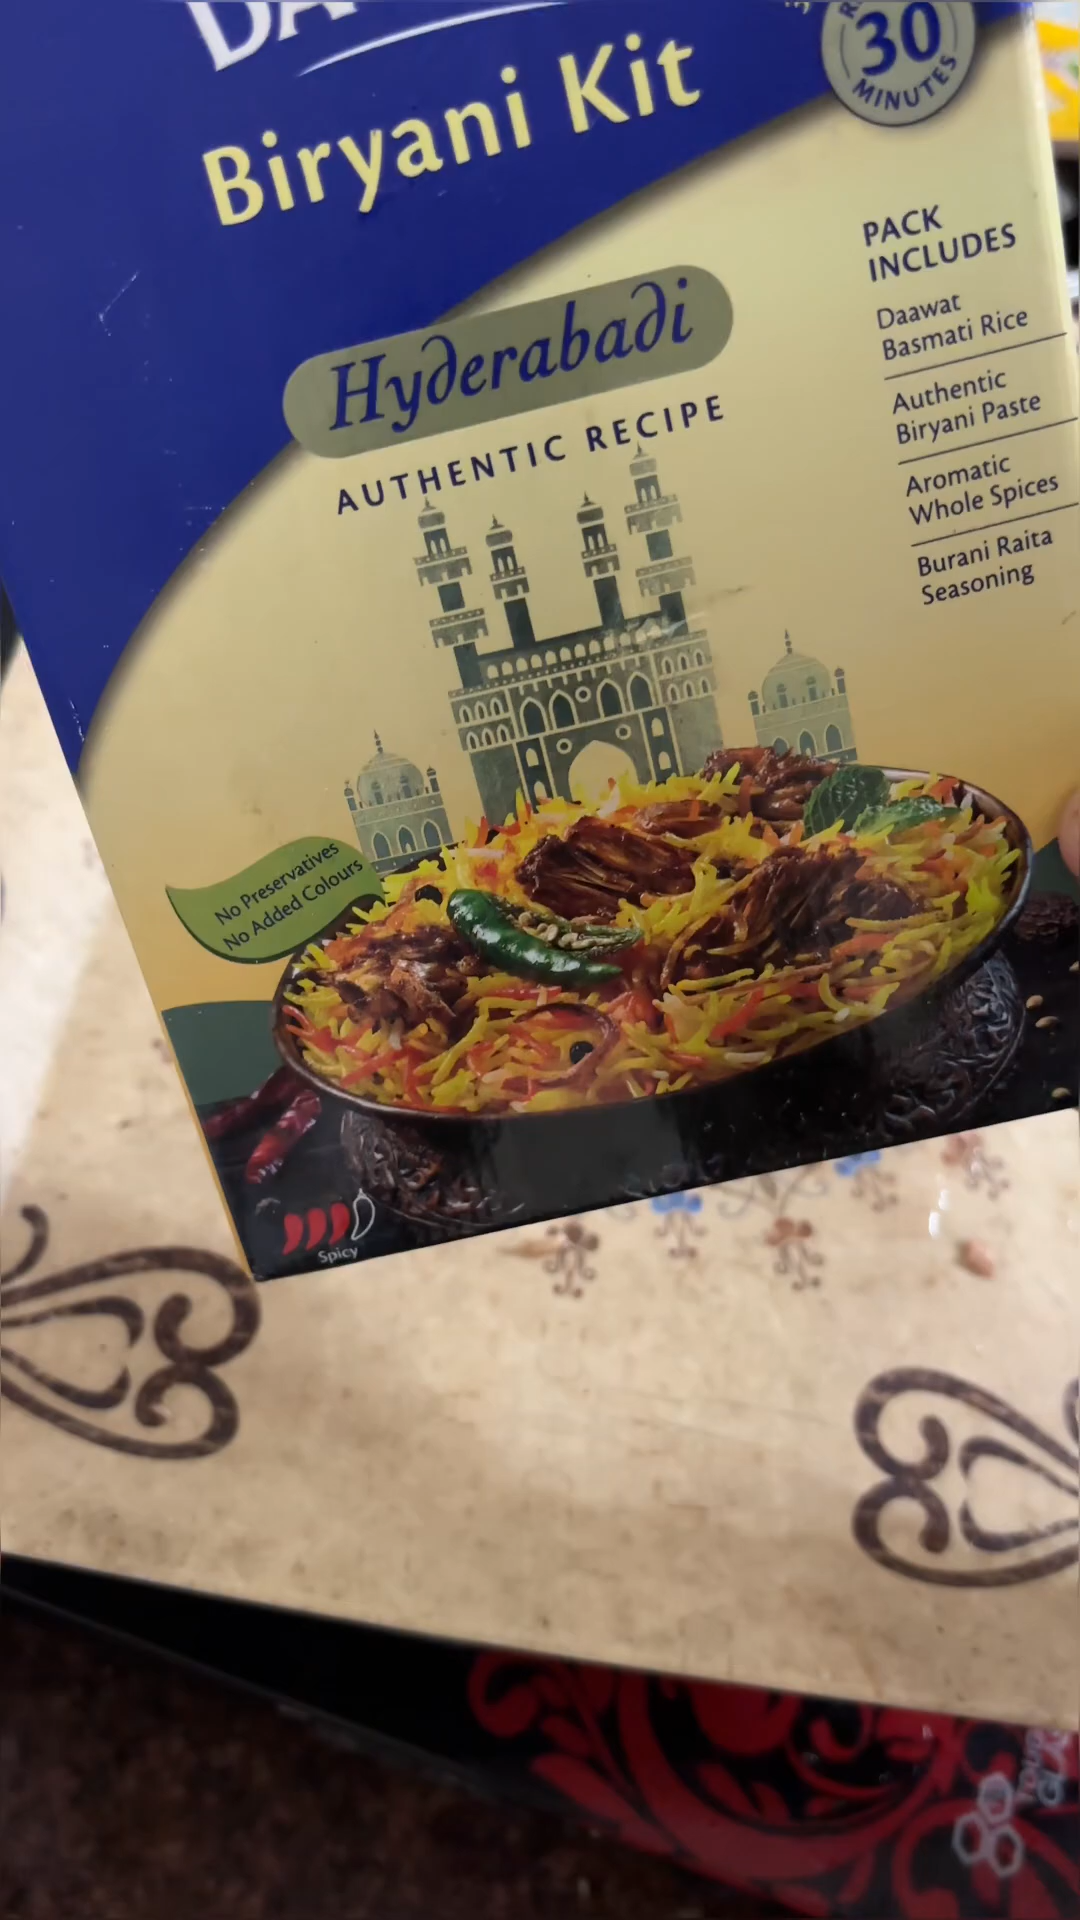 Biryani Kit
30
MINUTES
Hyderabadi
AUTHENTIC RECIPE
PACK
INCLUDES
Daawat
Basmati Rice
Authentic
Biryani Paste
Aromatic
Whole Spices
Burani Raita
Seasoning
No Preservatives
No Added Colours
Spicy